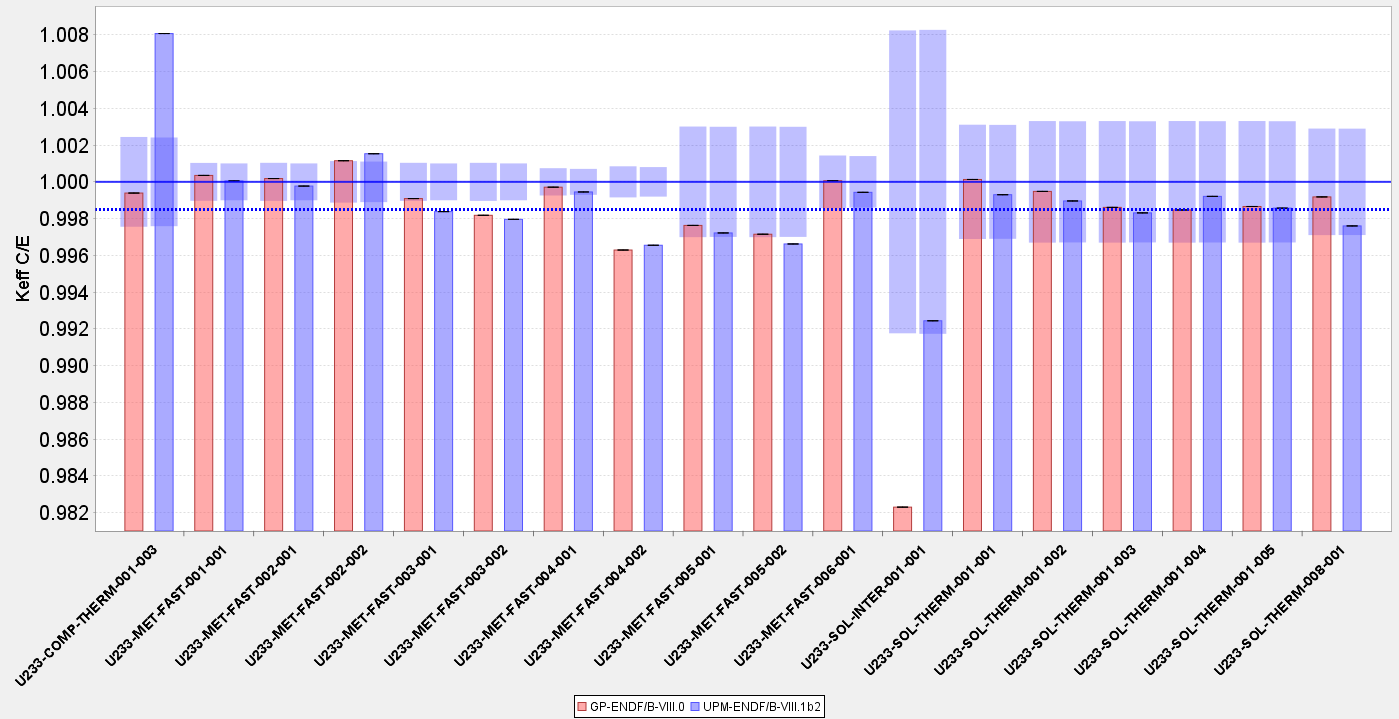 Keff C/E
1.008
1.006
1.004
1.002
1.000
0.998
0.996
0.994
0.992
0.990
0.988
0.986
0.984
0.982
U233-COMP-THERM-001-003
U233-MET-FAST-001-001
U233-MET-FAST-002-001
U233-MET-FAST-002-002
U233-MET-FAST-003-001
U233-MET-FAST-003-002
U233-MET-FAST-004-001
U233-MET-FAST-004-002
U233-MET-FAST-005-001
U233-MET-FAST-005-002
U233-MET-FAST-006-001
U233-SOL-INTER-001-001
U233-SOL-THERM-001-001
U233-SOL-THERM-001-002
U233-SOL-THERM-001-003
U233-SOL-THERM-001-004
U233-SOL-THERM-001-005
U233-SOL-THERM-008-001
GP-ENDF/B-VIII.0 UPM-ENDF/B-VIII.1b2